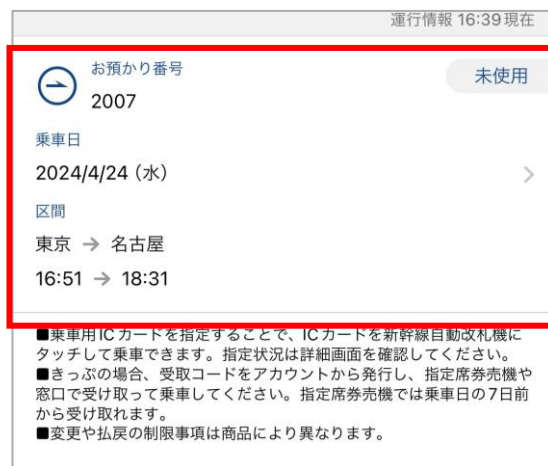 運行情報 16:39現在
お預かり番号
未使用
2007
乗車日
2024/4/24（水）
区間
東京 → 名古屋
16:51 → 18:31
■乗車用ICカードを指定することで、ICカードを新幹線自動改札機に
タッチして乗車できます。指定状況は詳細画面を確認してください。
■きっぷの場合、受取コードをアカウントから発行し、指定席券売機や
窓口で受け取って乗車してください。指定席券売機では乗車日の7日前
から受け取れます。
■変更や払戻の制限事項は商品により異なります。